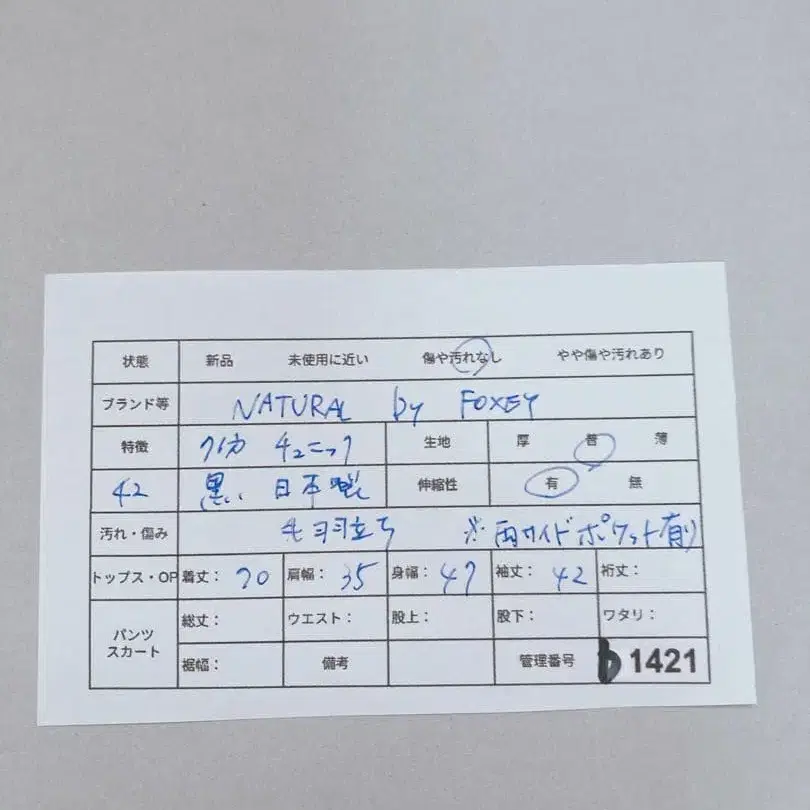 状態 新品 未使用に近い 傷や汚れなし やや傷や汚れあり
ブランド等 NATURAL by FOXEY
特徴 チュニック 生地 厚 普 薄
42 黒 日本製 伸縮性 有 無
汚れ・傷み 毛羽立ち ※両サイドポケット有り
トップス・OP 着丈: 70 肩幅: 35 身幅: 47 袖丈: 42 裄丈:
パンツ スカート 総丈: ウエスト: 股上: 股下: ワタリ:
裾幅: 備考 管理番号 b 1421